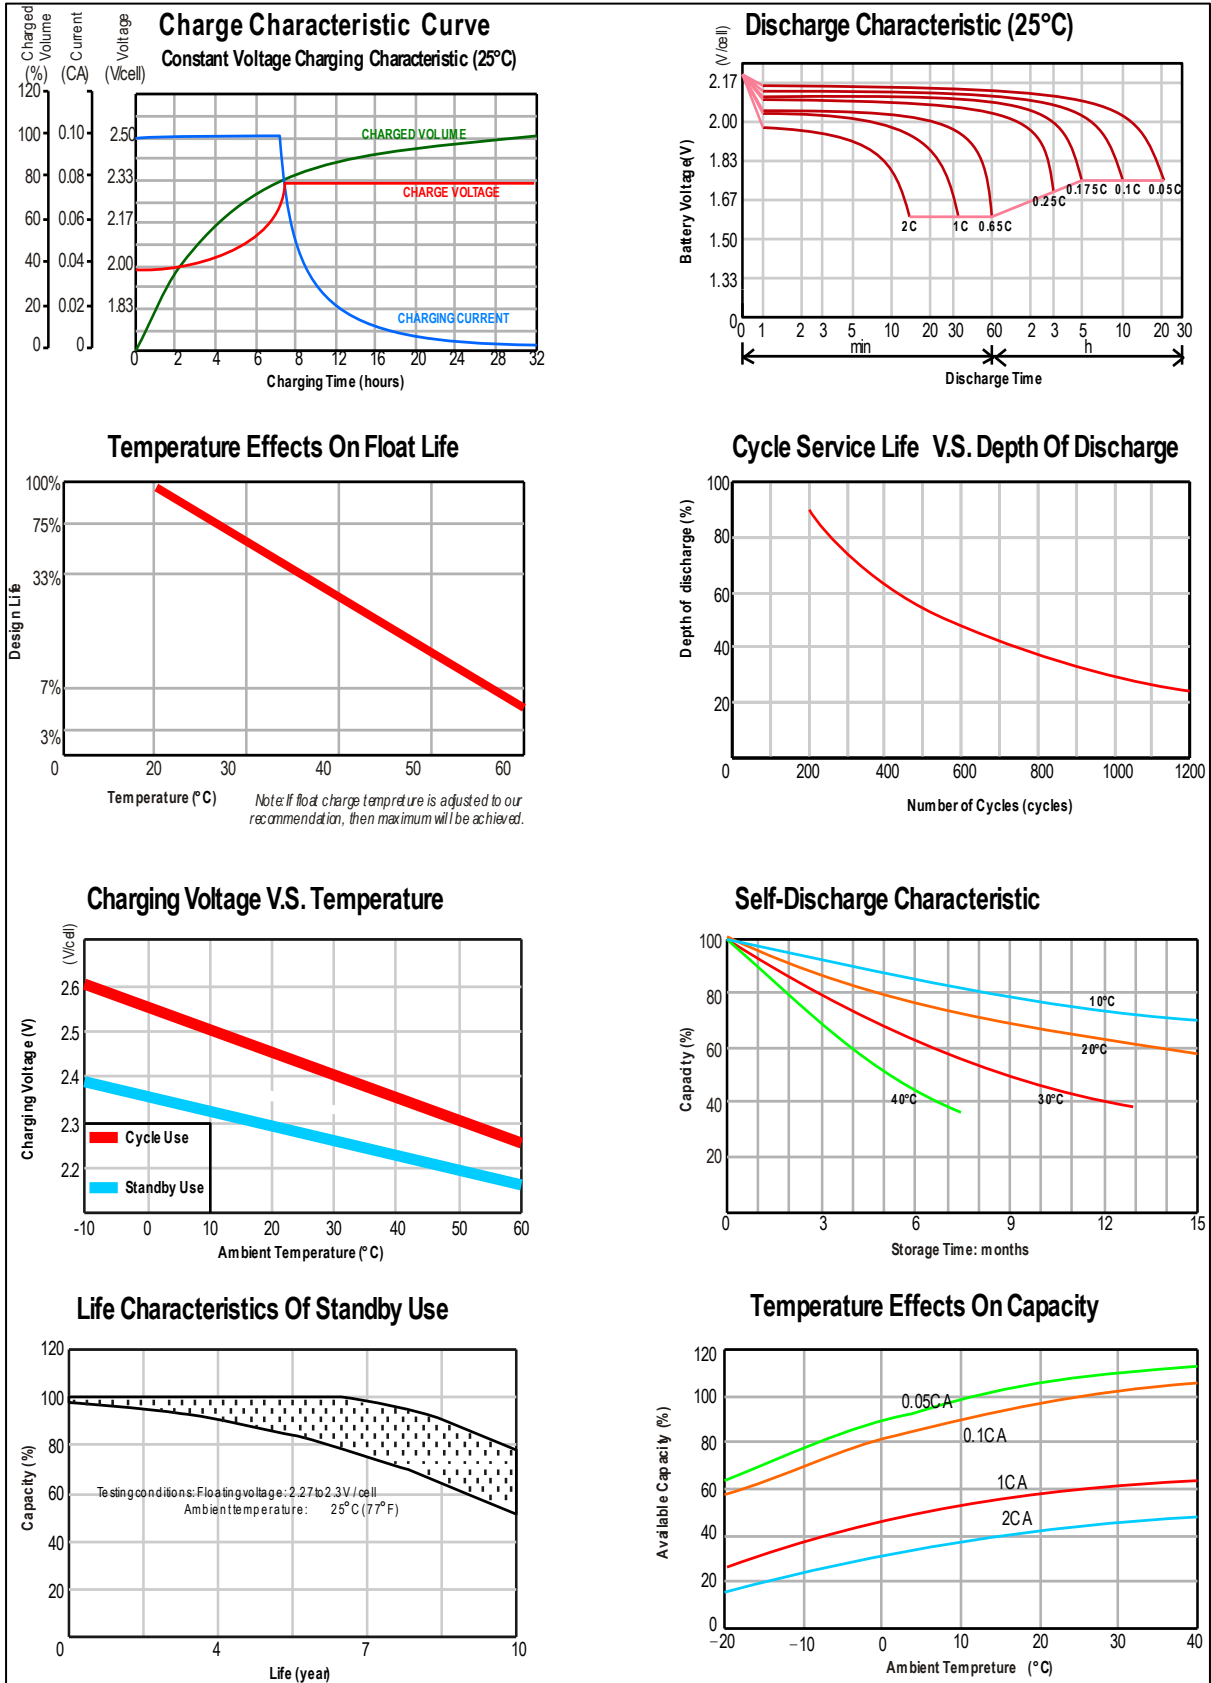 Charge Characteristic Curve
Constant Voltage Charging Characteristic (25°C)
Charged Volume
(%)
Current
(CA)
Voltage
(V/cell)
120
100
80
60
40
20
0
0.10
0.08
0.06
0.04
0.02
0
2.50
2.33
2.17
2.00
1.83
CHARGED VOLUME
CHARGE VOLTAGE
CHARGING CURRENT
0 2 4 6 8 12 16 20 24 28 32
Charging Time (hours)
Discharge Characteristic (25°C)
(V/cell)
Battery Voltage(V)
2.17
2.00
1.83
1.67
1.50
1.33
0
2C 1C 0.65C 0.25C 0.175C 0.1C 0.05C
0 1 2 3 5 10 20 30 60 2 3 5 10 20 30
min h
Discharge Time
Temperature Effects On Float Life
Design Life
100%
75%
33%
7%
3%
0 20 30 40 50 60
Temperature (°C)
Note: If float charge tempreture is adjusted to our
recommendation, then maximum will be achieved.
Cycle Service Life V.S. Depth Of Discharge
Depth of discharge (%)
100
80
60
40
20
0 200 400 600 800 1000 1200
Number of Cycles (cycles)
Charging Voltage V.S. Temperature
(V/cell)
Charging Voltage (V)
2.6
2.5
2.4
2.3
2.2
Cycle Use
Standby Use
-10 0 10 20 30 40 50 60
Ambient Temperature (°C)
Self-Discharge Characteristic
Capacity (%)
100
80
60
40
20
10°C
20°C
30°C
40°C
0 3 6 9 12 15
Storage Time: months
Life Characteristics Of Standby Use
Capacity (%)
120
100
80
60
40
20
Testing conditions: Floating voltage: 2.27 to 2.3V/cell
Ambient temperature: 25°C (77°F)
0 4 7 10
Life (year)
Temperature Effects On Capacity
Available Capacity (%)
120
100
80
60
40
20
0
0.05CA
0.1CA
1CA
2CA
−20 −10 0 10 20 30 40
Ambient Tempreture (°C)